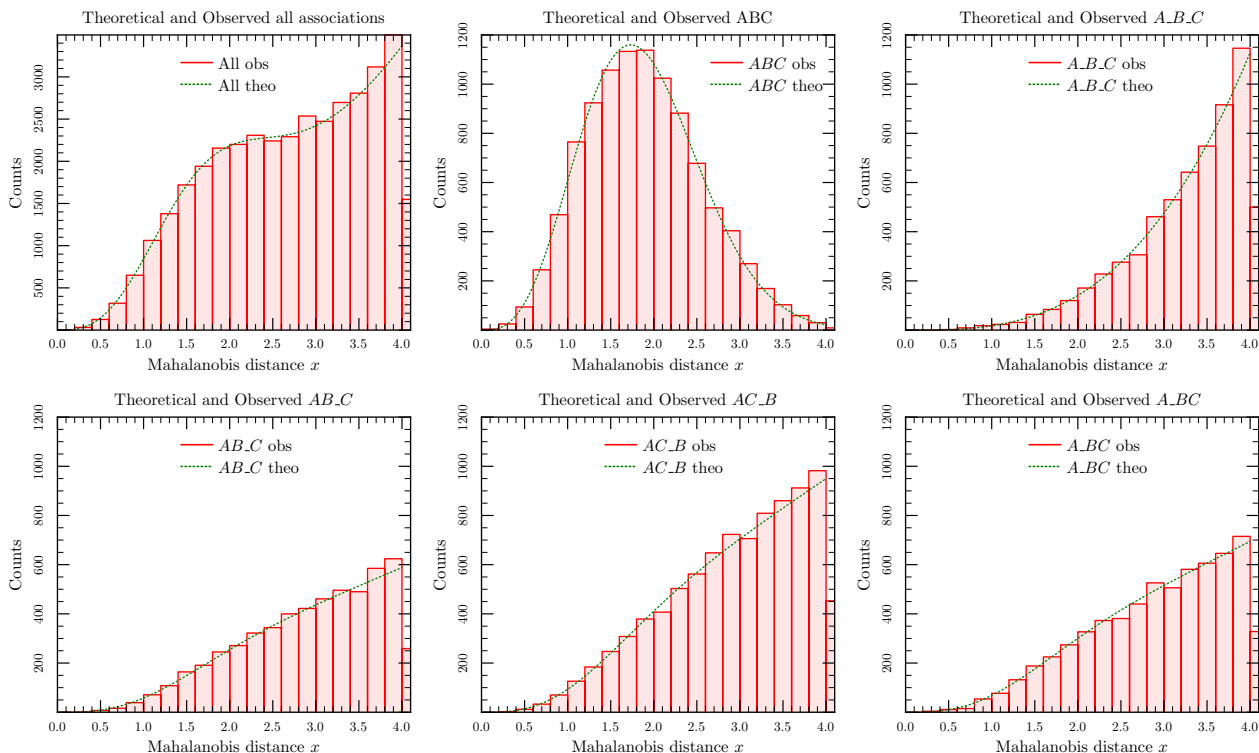 Theoretical and Observed all associations
Counts
500 1000 1500 2000 2500 3000
All obs
All theo
0.0 0.5 1.0 1.5 2.0 2.5 3.0 3.5 4.0
Mahalanobis distance x
Theoretical and Observed ABC
Counts
200 400 600 800 1000 1200
ABC obs
ABC theo
0.0 0.5 1.0 1.5 2.0 2.5 3.0 3.5 4.0
Mahalanobis distance x
Theoretical and Observed A_B_C
Counts
200 400 600 800 1000 1200
A_B_C obs
A_B_C theo
0.0 0.5 1.0 1.5 2.0 2.5 3.0 3.5 4.0
Mahalanobis distance x
Theoretical and Observed AB_C
Counts
200 400 600 800 1000 1200
AB_C obs
AB_C theo
0.0 0.5 1.0 1.5 2.0 2.5 3.0 3.5 4.0
Mahalanobis distance x
Theoretical and Observed AC_B
Counts
200 400 600 800 1000 1200
AC_B obs
AC_B theo
0.0 0.5 1.0 1.5 2.0 2.5 3.0 3.5 4.0
Mahalanobis distance x
Theoretical and Observed A_BC
Counts
200 400 600 800 1000 1200
A_BC obs
A_BC theo
0.0 0.5 1.0 1.5 2.0 2.5 3.0 3.5 4.0
Mahalanobis distance x